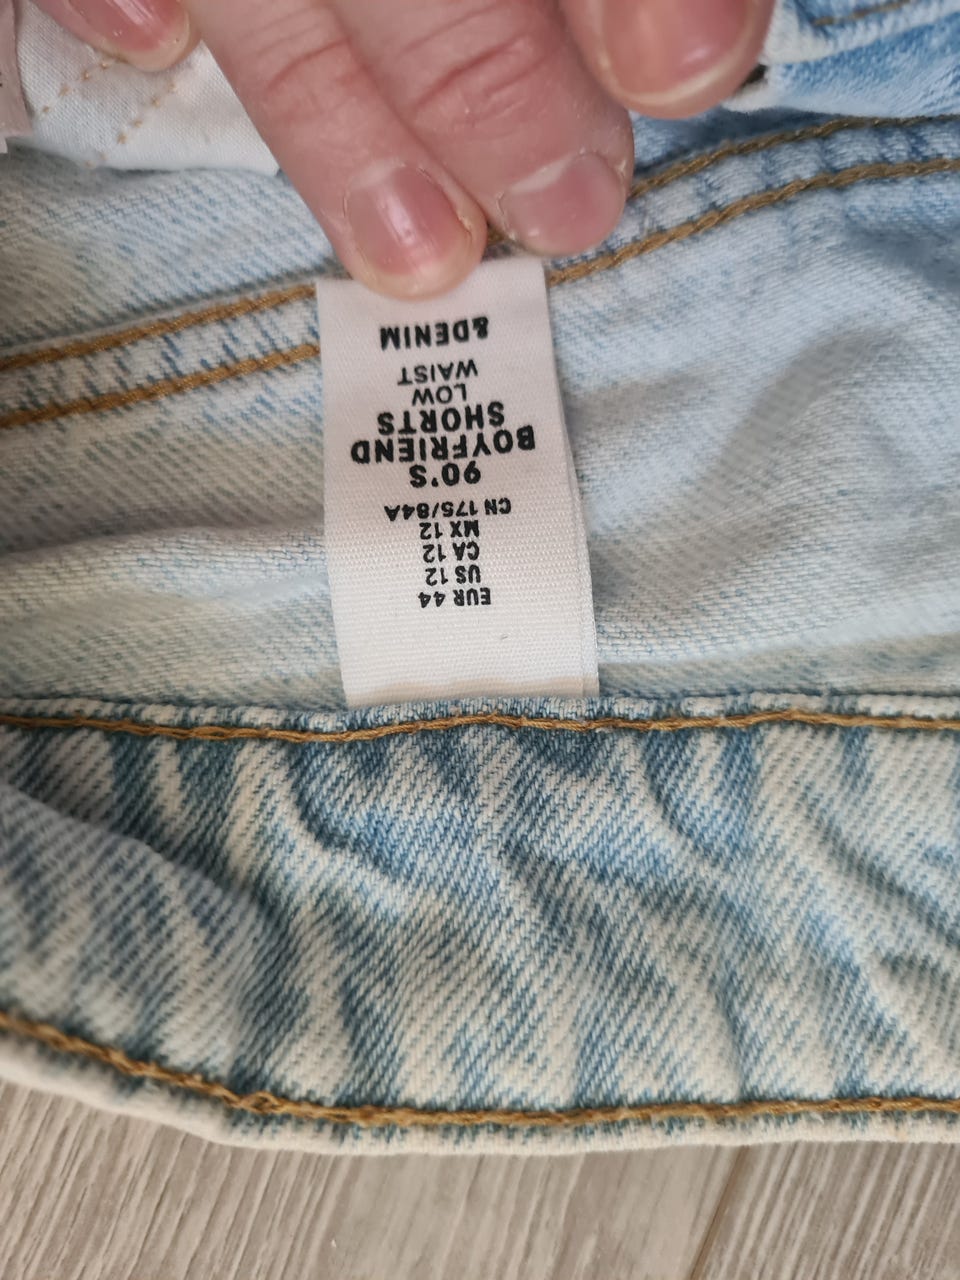 EUR 44
US 12
CA 12
MX 12
CN 175/84A
90'S
BOYFRIEND
SHORTS
LOW
WAIST
&DENIM